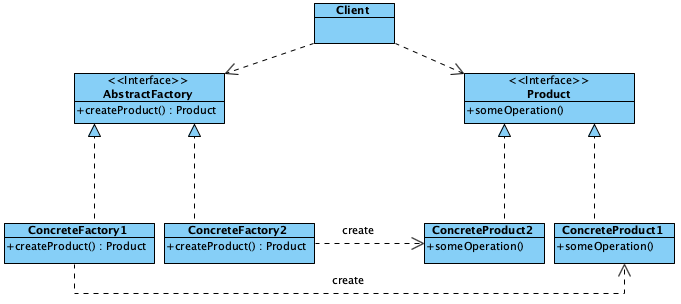 Client
<<Interface>>
AbstractFactory
+createProduct() : Product
<<Interface>>
Product
+someOperation()
ConcreteFactory1
+createProduct() : Product
ConcreteFactory2
+createProduct() : Product
create
ConcreteProduct2
+someOperation()
ConcreteProduct1
+someOperation()
create